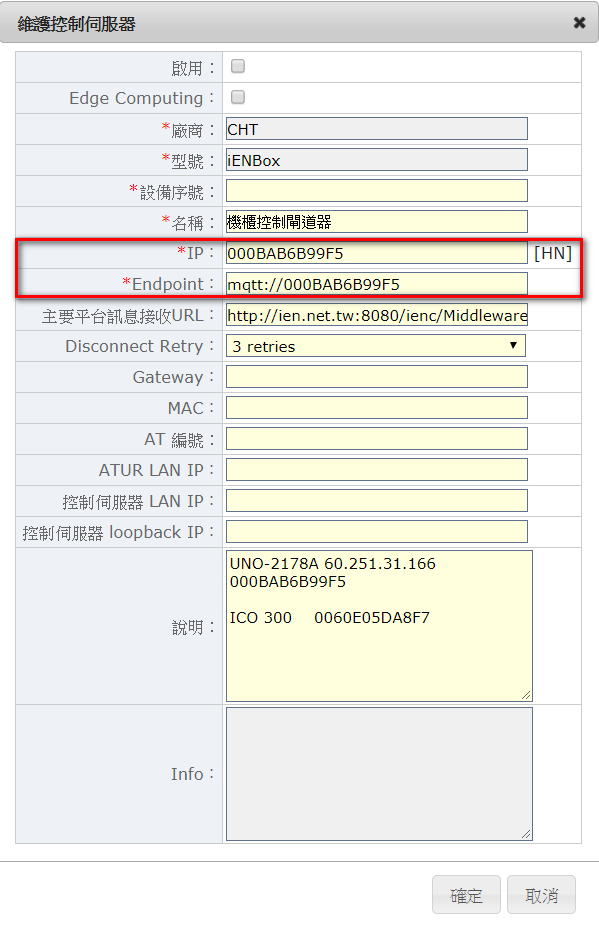 維護控制伺服器 ✖
啟用：
Edge Computing：
*廠商： CHT
*型號： iENBox
*設備序號：
*名稱： 機櫃控制閘道器
*IP： 000BAB6B99F5 [HN]
*Endpoint： mqtt://000BAB6B99F5
主要平台訊息接收URL： http://ien.net.tw:8080/ienc/Middleware
Disconnect Retry： 3 retries
Gateway：
MAC：
AT 編號：
ATUR LAN IP：
控制伺服器 LAN IP：
控制伺服器 loopback IP：
說明：
UNO-2178A 60.251.31.166
000BAB6B99F5
ICO 300 0060E05DA8F7
Info：
確定 取消